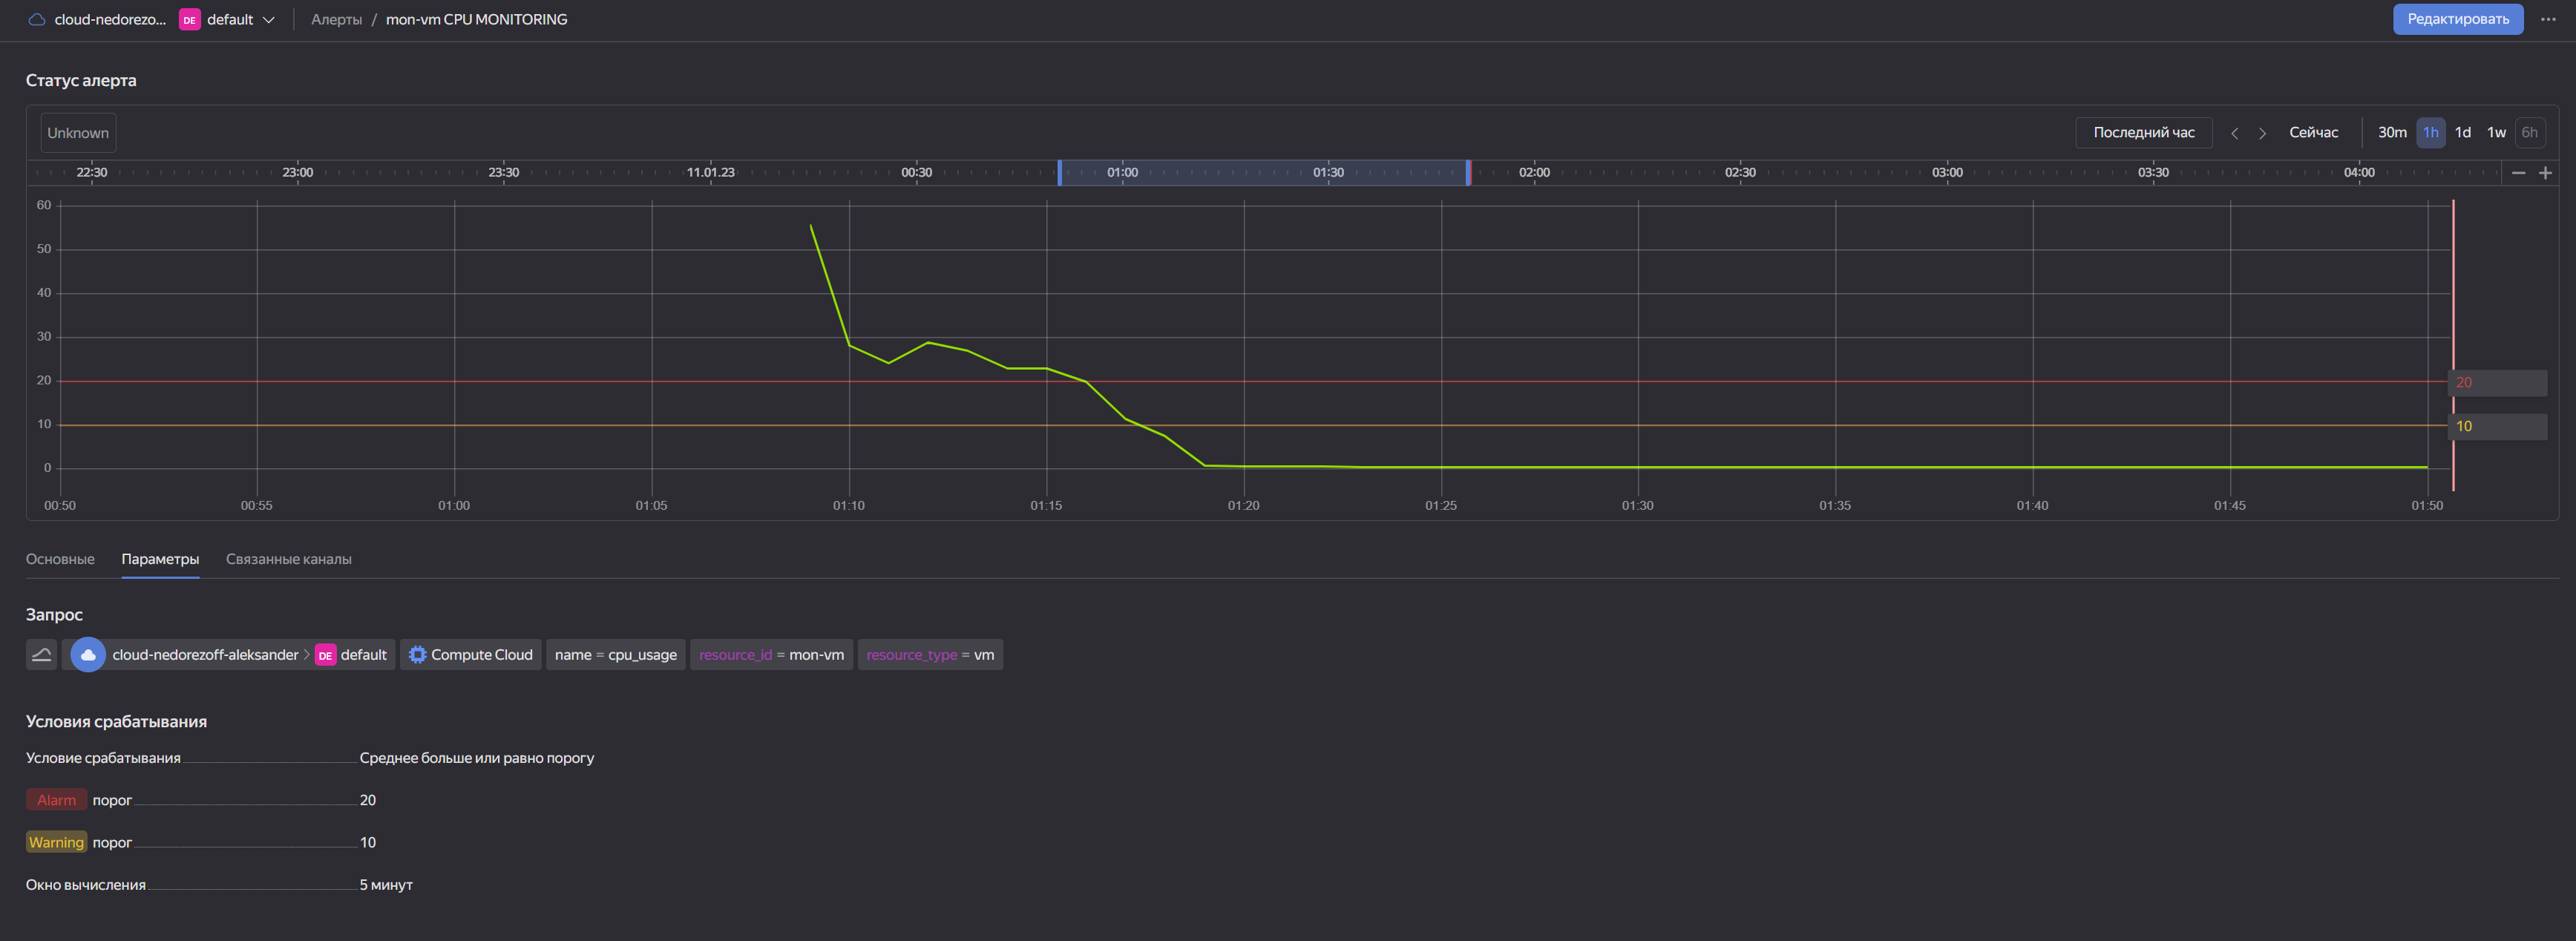 cloud-nedorezo... DE default Алерты / mon-vm CPU MONITORING Редактировать
Статус алерта
Unknown Последний час Сейчас 30m 1h 1d 1w 6h
22:30 23:00 23:30 11.01.23 00:30 01:00 01:30 02:00 02:30 03:00 03:30 04:00
60
50
40
30
20 20
10 10
0
00:50 00:55 01:00 01:05 01:10 01:15 01:20 01:25 01:30 01:35 01:40 01:45 01:50
Основные Параметры Связанные каналы
Запрос
cloud-nedorezoff-aleksander > DE default Compute Cloud name = cpu_usage resource_id = mon-vm resource_type = vm
Условия срабатывания
Условие срабатывания Среднее больше или равно порогу
Alarm порог 20
Warning порог 10
Окно вычисления 5 минут